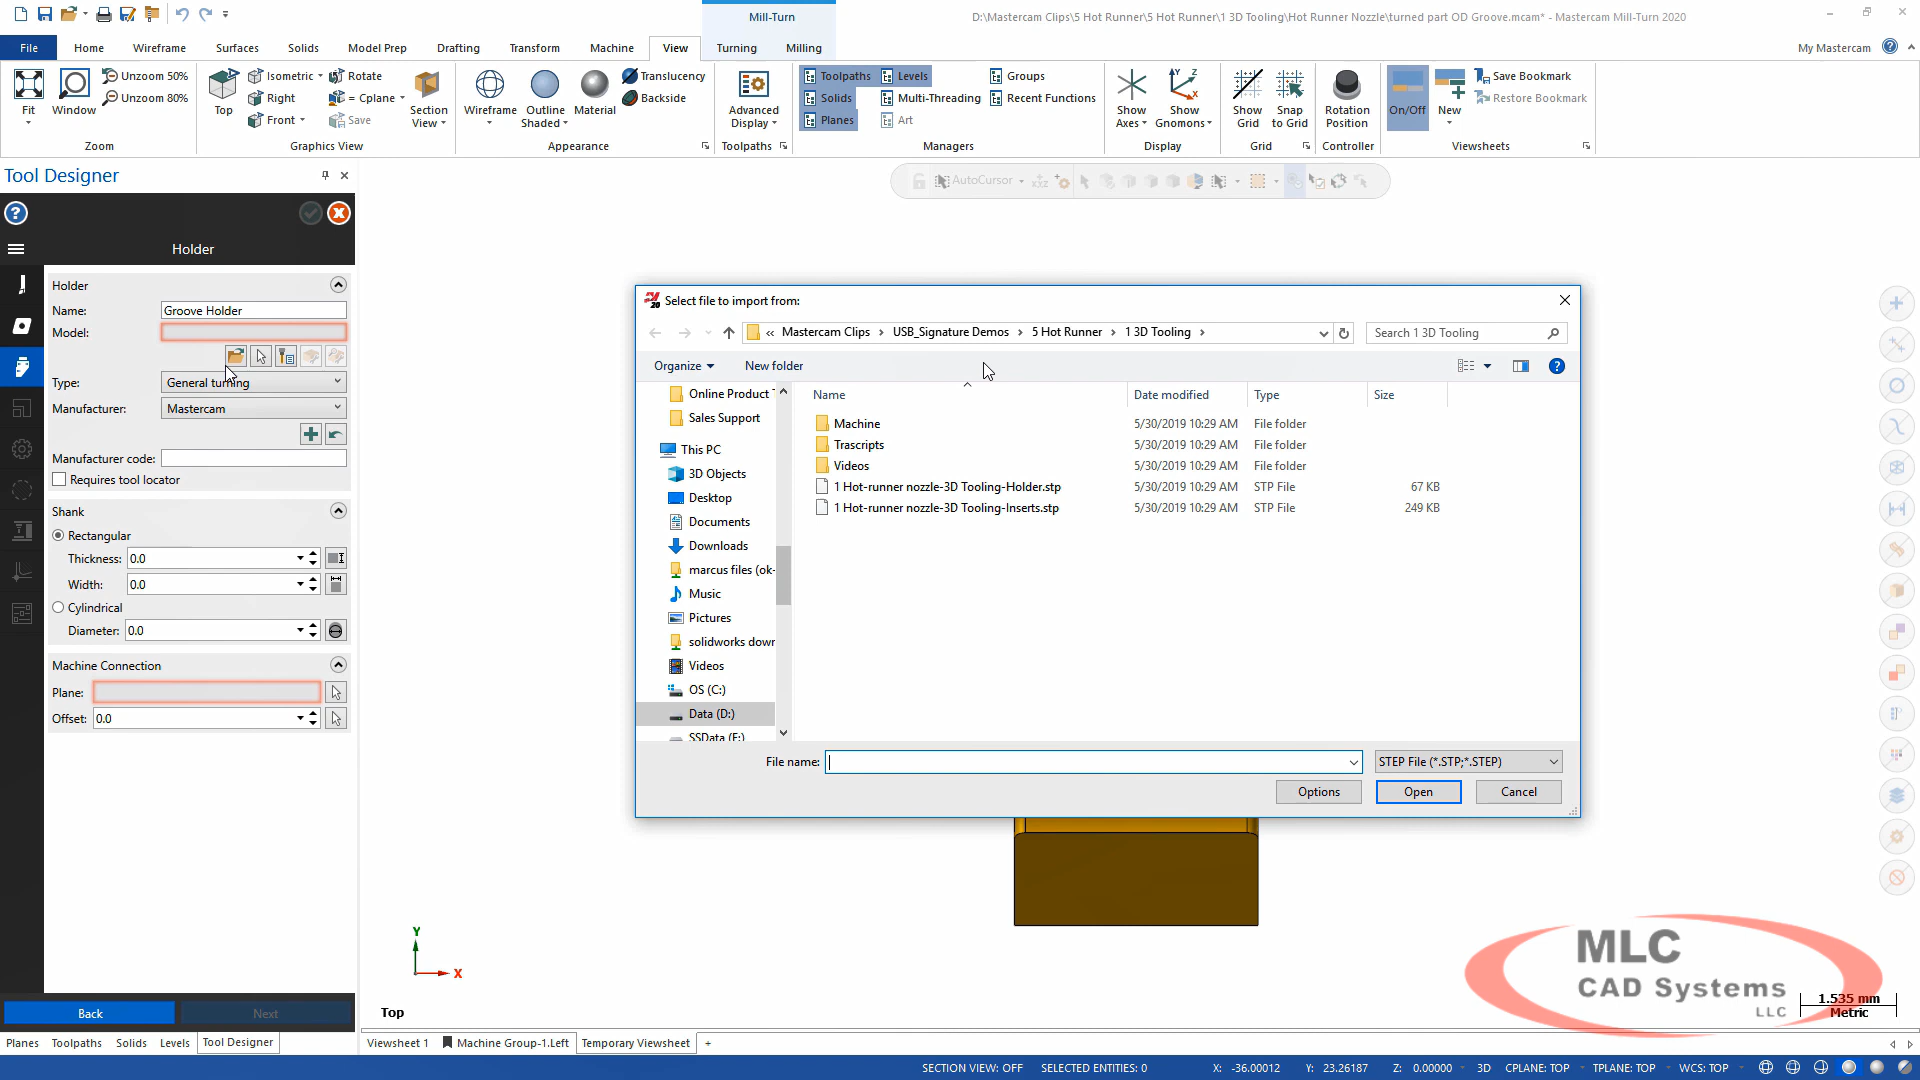 Mill-Turn
D:\Mastercam Clips\5 Hot Runner\5 Hot Runner\1 3D Tooling\Hot Runner Nozzle\turned part OD Groove.mcam* - Mastercam Mill-Turn 2020
File Home Wireframe Surfaces Solids Model Prep Drafting Transform Machine View Turning Milling My Mastercam
Fit Window Unzoom 50% Unzoom 80% Zoom
Top Isometric Right Front Rotate = Cplane Save Section View Graphics View
Wireframe Outline Shaded Material Translucency Backside Appearance
Advanced Display Toolpaths
Toolpaths Solids Planes Levels Multi-Threading Art Groups Recent Functions Managers
Show Axes Show Gnomons Display
Show Grid Snap to Grid Grid
Rotation Position Controller
On/Off New Save Bookmark Restore Bookmark Viewsheets
Tool Designer
AutoCursor
Holder
Holder
Name: Groove Holder
Model:
Type: General turning
Manufacturer: Mastercam
Manufacturer code:
Requires tool locator
Shank
Rectangular
Thickness: 0.0
Width: 0.0
Cylindrical
Diameter: 0.0
Machine Connection
Plane:
Offset: 0.0
Back Next
Select file to import from:
« Mastercam Clips › USB_Signature Demos › 5 Hot Runner › 1 3D Tooling › Search 1 3D Tooling
Organize New folder
Online Product T
Sales Support
This PC
3D Objects
Desktop
Documents
Downloads
marcus files (ok-
Music
Pictures
solidworks down
Videos
OS (C:)
Data (D:)
SSData (F:)
Name Date modified Type Size
Machine 5/30/2019 10:29 AM File folder
Trascripts 5/30/2019 10:29 AM File folder
Videos 5/30/2019 10:29 AM File folder
1 Hot-runner nozzle-3D Tooling-Holder.stp 5/30/2019 10:29 AM STP File 67 KB
1 Hot-runner nozzle-3D Tooling-Inserts.stp 5/30/2019 10:29 AM STP File 249 KB
File name: STEP File (*.STP;*.STEP)
Options Open Cancel
Y
X
Top
MLC
CAD Systems
LLC
1.535 mm
Metric
Planes Toolpaths Solids Levels Tool Designer Viewsheet 1 Machine Group-1.Left Temporary Viewsheet +
SECTION VIEW: OFF SELECTED ENTITIES: 0 X: -36.00012 Y: 23.26187 Z: 0.00000 3D CPLANE: TOP TPLANE: TOP WCS: TOP